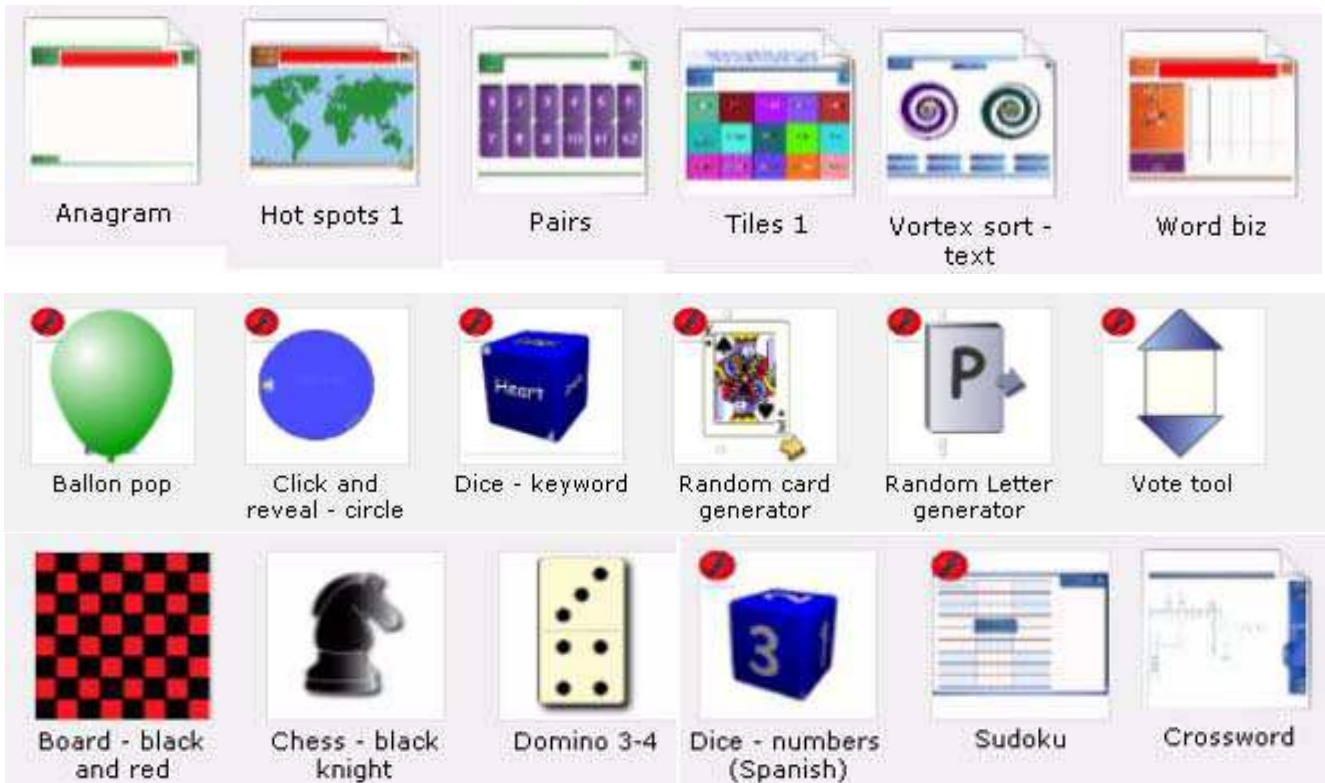 Anagram
Hot spots 1
Pairs
Tiles 1
Vortex sort -
text
Word biz
Ballon pop
Click and
reveal - circle
Heart
Dice - keyword
Random card
generator
P
Random Letter
generator
Vote tool
Board - black
and red
Chess - black
knight
Domino 3-4
2
3
1
Dice - numbers
(Spanish)
Sudoku
Crossword